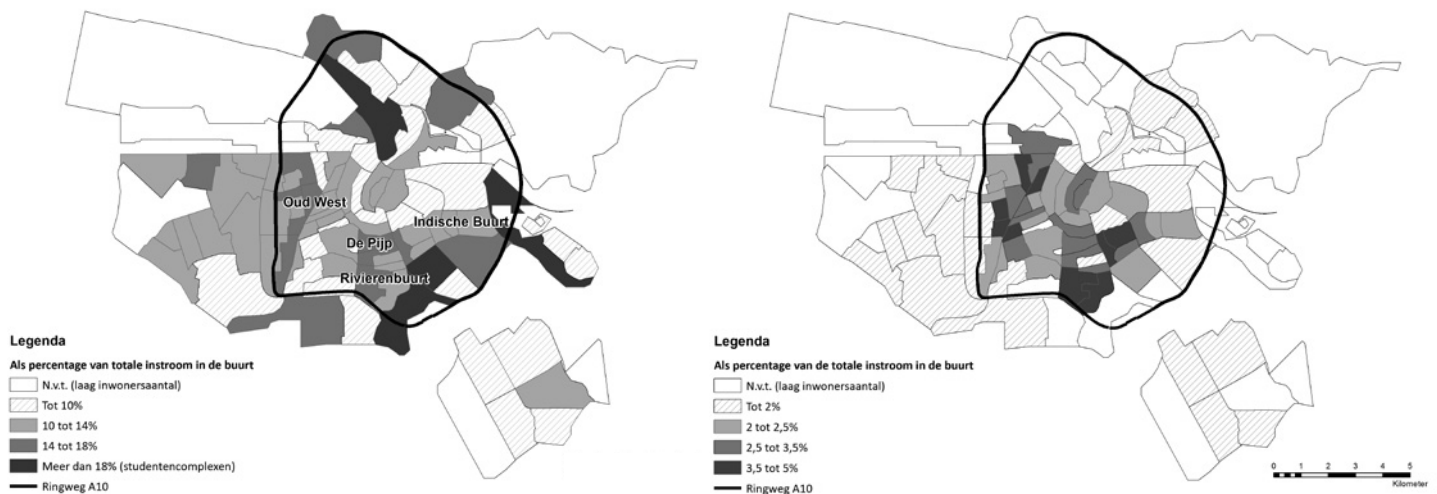 Oud West
Indische Buurt
De Pijp
Rivierenbuurt
Legenda
Als percentage van totale instroom in de buurt
N.v.t. (laag inwonersaantal)
Tot 10%
10 tot 14%
14 tot 18%
Meer dan 18% (studentencomplexen)
Ringweg A10
Legenda
Als percentage van de totale instroom in de buurt
N.v.t. (laag inwonersaantal)
Tot 2%
2 tot 2,5%
2,5 tot 3,5%
3,5 tot 5%
Ringweg A10
0 1 2 3 4 5
Kilometer